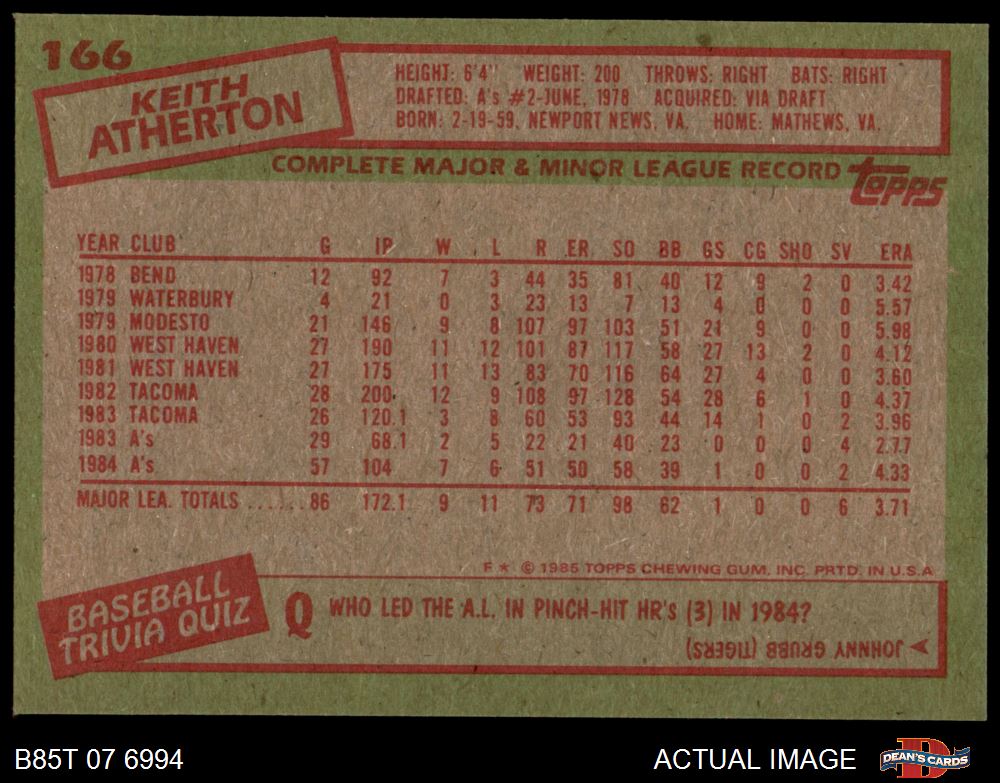 166
KEITH
ATHERTON
HEIGHT: 6'4" WEIGHT: 200 THROWS: RIGHT BATS: RIGHT
DRAFTED: A's #2-JUNE, 1978 ACQUIRED: VIA DRAFT
BORN: 2-19-59, NEWPORT NEWS, VA. HOME: MATHEWS, VA.
COMPLETE MAJOR & MINOR LEAGUE RECORD topps
YEAR CLUB G IP W L R ER SO BB GS CG SHO SV ERA
1978 BEND 12 92 7 3 44 35 81 40 12 9 2 0 3.42
1979 WATERBURY 4 21 0 3 23 13 7 13 4 0 0 0 5.57
1979 MODESTO 21 146 9 8 107 97 103 51 21 9 0 0 5.98
1980 WEST HAVEN 27 190 11 12 101 87 117 58 27 13 2 0 4.12
1981 WEST HAVEN 27 175 11 13 83 70 116 64 27 4 0 0 3.60
1982 TACOMA 28 200 12 9 108 97 128 54 28 6 1 0 4.37
1983 TACOMA 26 120.1 3 8 60 53 93 44 14 1 0 2 3.96
1983 A's 29 68.1 2 5 22 21 40 23 0 0 0 4 2.77
1984 A's 57 104 7 6 51 50 58 39 1 0 0 2 4.33
MAJOR LEA. TOTALS ...... 86 172.1 9 11 73 71 98 62 1 0 0 6 3.71
F * © 1985 TOPPS CHEWING GUM, INC. PRTD. IN U.S.A.
BASEBALL
TRIVIA QUIZ
Q WHO LED THE A.L. IN PINCH-HIT HR's (3) IN 1984?
JOHNNY GRUBB (TIGERS)
B85T 07 6994 ACTUAL IMAGE D DEAN'S CARDS